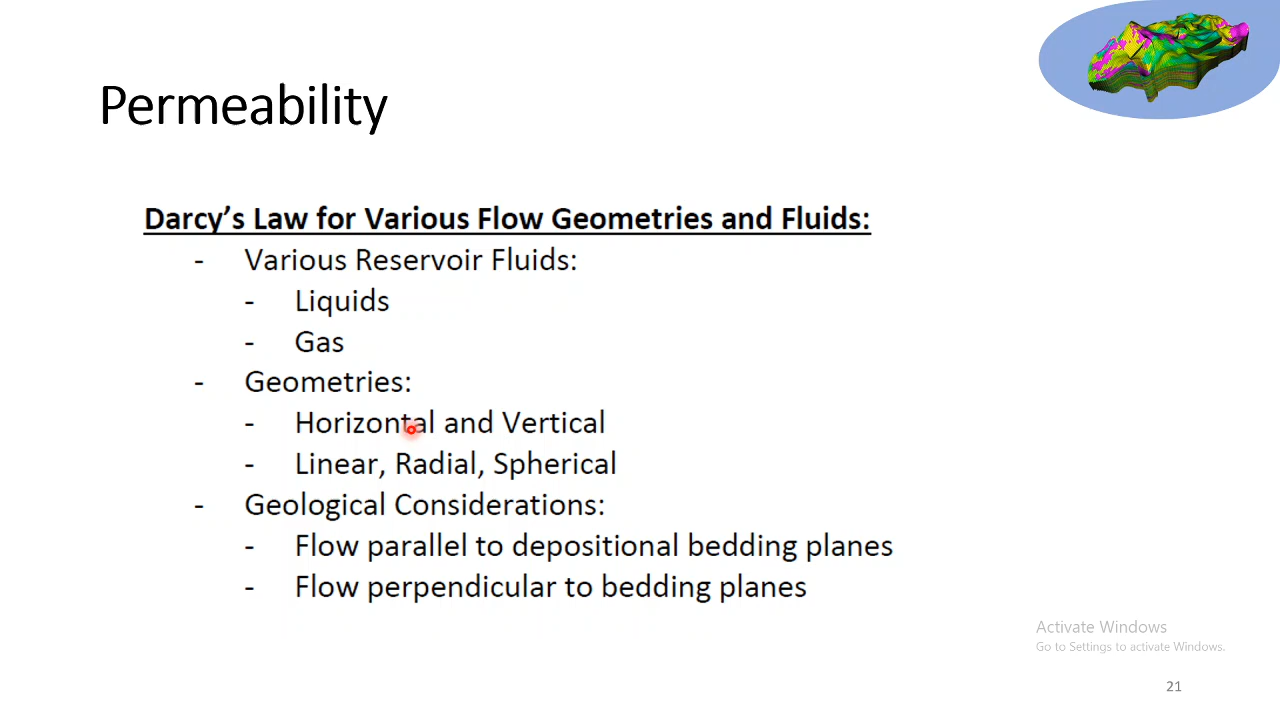 Permeability
Darcy's Law for Various Flow Geometries and Fluids:
- Various Reservoir Fluids:
- Liquids
- Gas
- Geometries:
- Horizontal and Vertical
- Linear, Radial, Spherical
- Geological Considerations:
- Flow parallel to depositional bedding planes
- Flow perpendicular to bedding planes
Activate Windows
Go to Settings to activate Windows.
21